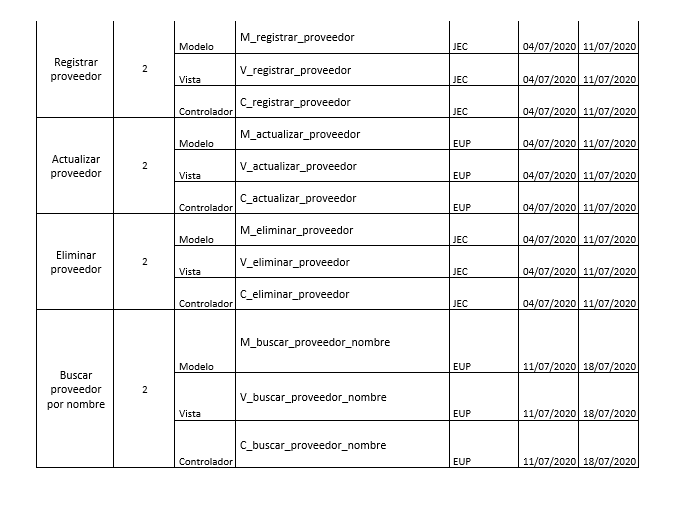 Registrar
proveedor
2
Modelo M_registrar_proveedor JEC 04/07/2020 11/07/2020
Vista V_registrar_proveedor JEC 04/07/2020 11/07/2020
Controlador C_registrar_proveedor JEC 04/07/2020 11/07/2020
Actualizar
proveedor
2
Modelo M_actualizar_proveedor EUP 04/07/2020 11/07/2020
Vista V_actualizar_proveedor EUP 04/07/2020 11/07/2020
Controlador C_actualizar_proveedor EUP 04/07/2020 11/07/2020
Eliminar
proveedor
2
Modelo M_eliminar_proveedor JEC 04/07/2020 11/07/2020
Vista V_eliminar_proveedor JEC 04/07/2020 11/07/2020
Controlador C_eliminar_proveedor JEC 04/07/2020 11/07/2020
Buscar
proveedor
por nombre
2
Modelo M_buscar_proveedor_nombre EUP 11/07/2020 18/07/2020
Vista V_buscar_proveedor_nombre EUP 11/07/2020 18/07/2020
Controlador C_buscar_proveedor_nombre EUP 11/07/2020 18/07/2020